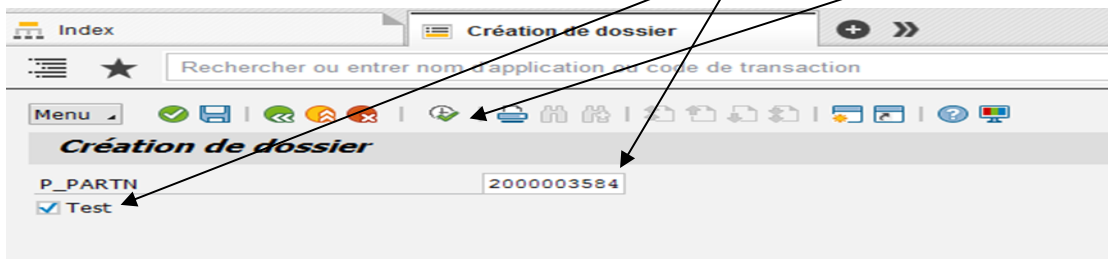 Index
Création de dossier
Rechercher ou entrer nom d'application ou code de transaction
Menu
Création de dossier
P_PARTN 2000003584
Test